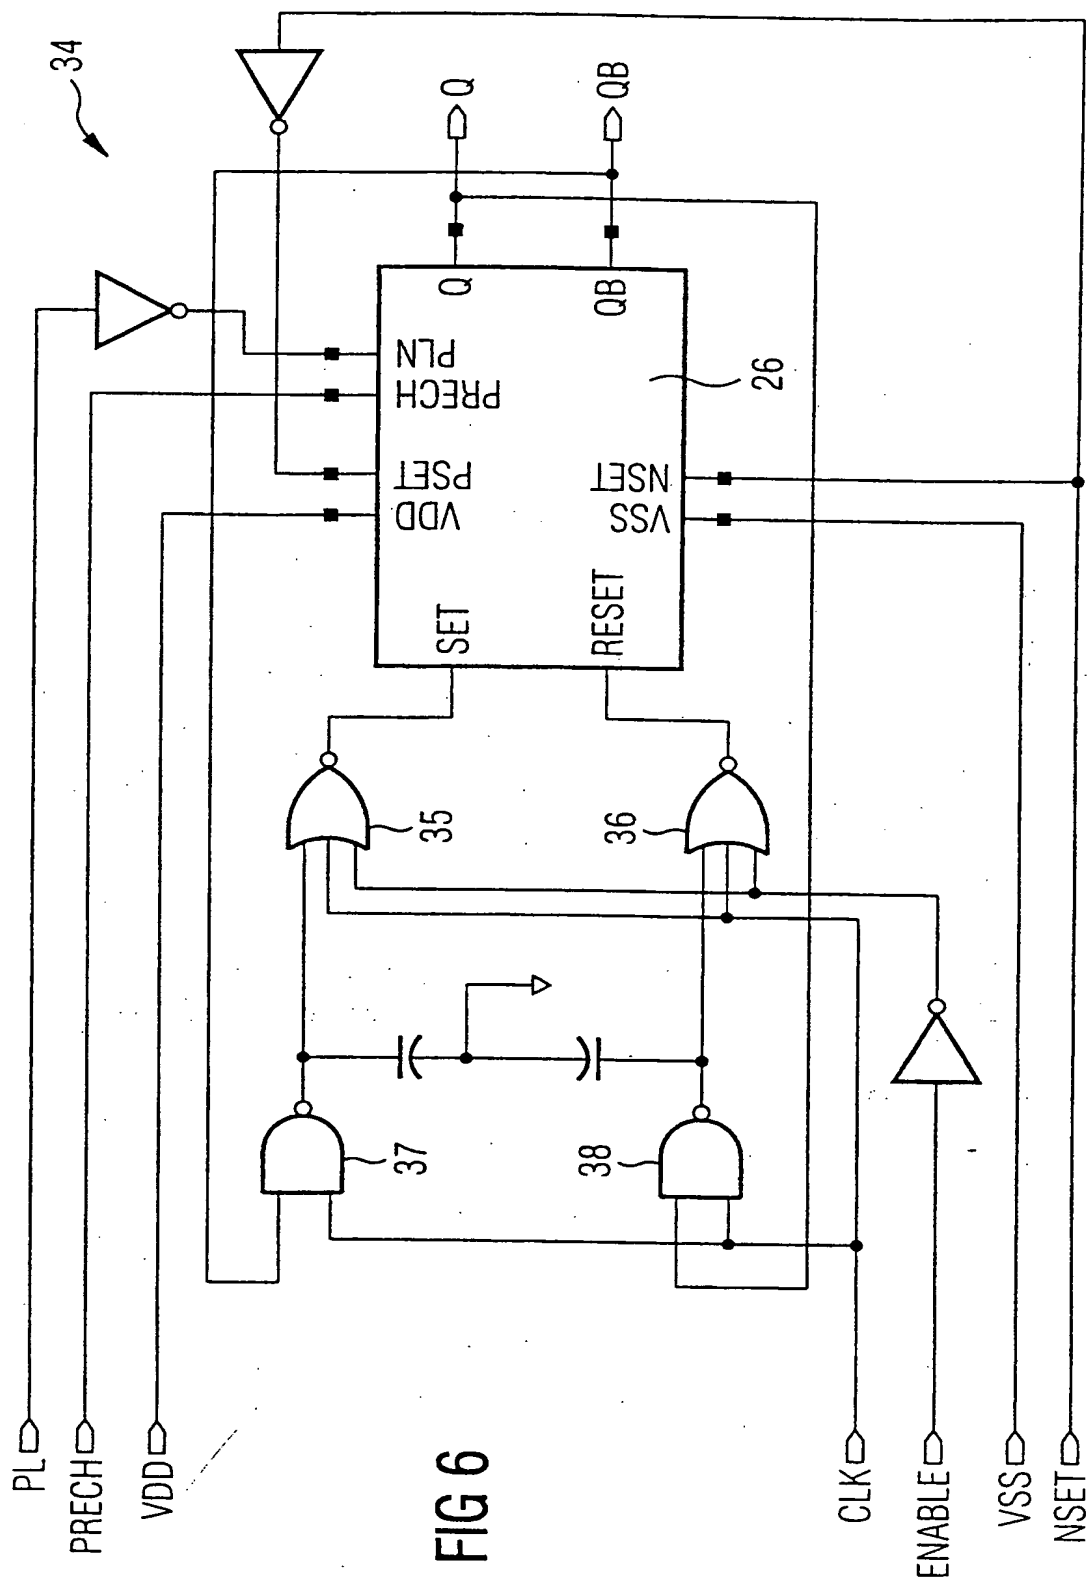 34
Q
QB
PLN
PRECH
PSET
VDD
Q
QB
26
NSET
VSS
SET
RESET
35
36
37
38
PL
PRECH
VDD
CLK
ENABLE
VSS
NSET
FIG 6